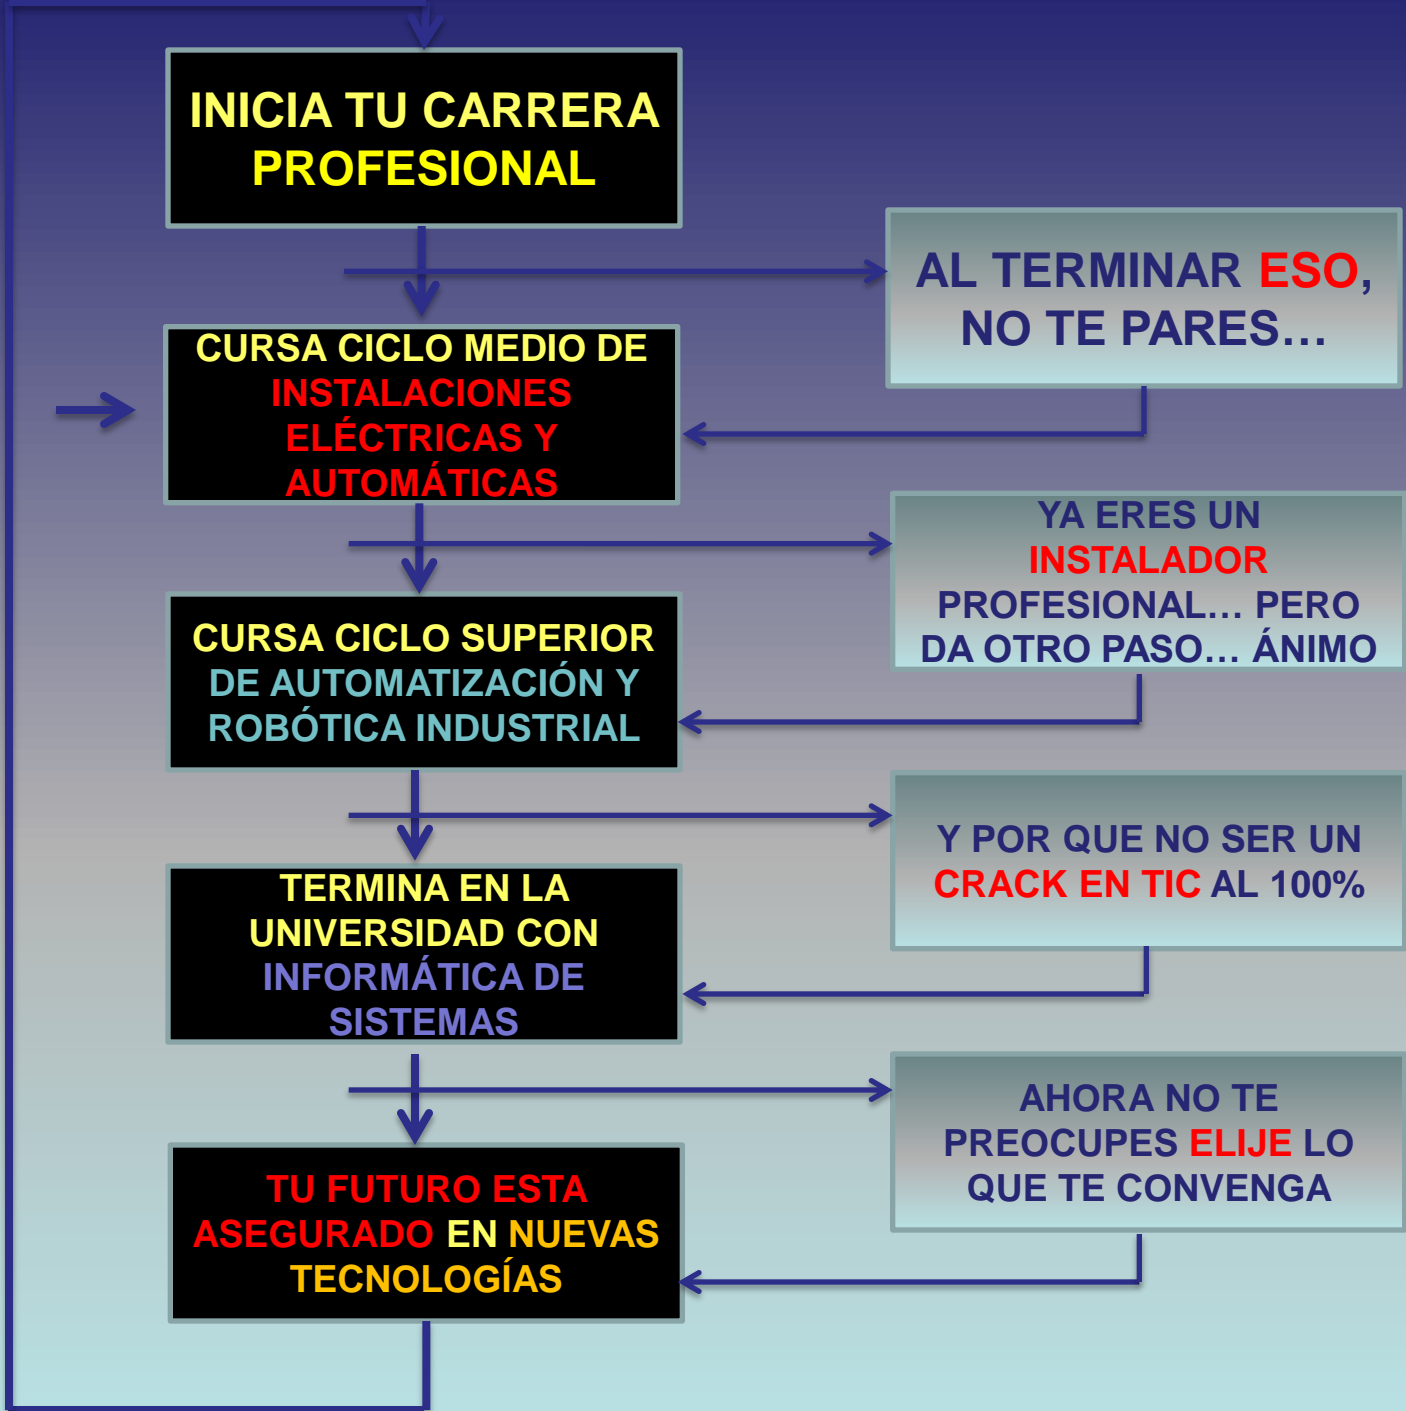 INICIA TU CARRERA
PROFESIONAL
AL TERMINAR ESO,
NO TE PARES…
CURSA CICLO MEDIO DE
INSTALACIONES
ELÉCTRICAS Y
AUTOMÁTICAS
YA ERES UN
INSTALADOR
PROFESIONAL… PERO
DA OTRO PASO… ÁNIMO
CURSA CICLO SUPERIOR
DE AUTOMATIZACIÓN Y
ROBÓTICA INDUSTRIAL
Y POR QUE NO SER UN
CRACK EN TIC AL 100%
TERMINA EN LA
UNIVERSIDAD CON
INFORMÁTICA DE
SISTEMAS
AHORA NO TE
PREOCUPES ELIJE LO
QUE TE CONVENGA
TU FUTURO ESTA
ASEGURADO EN NUEVAS
TECNOLOGÍAS